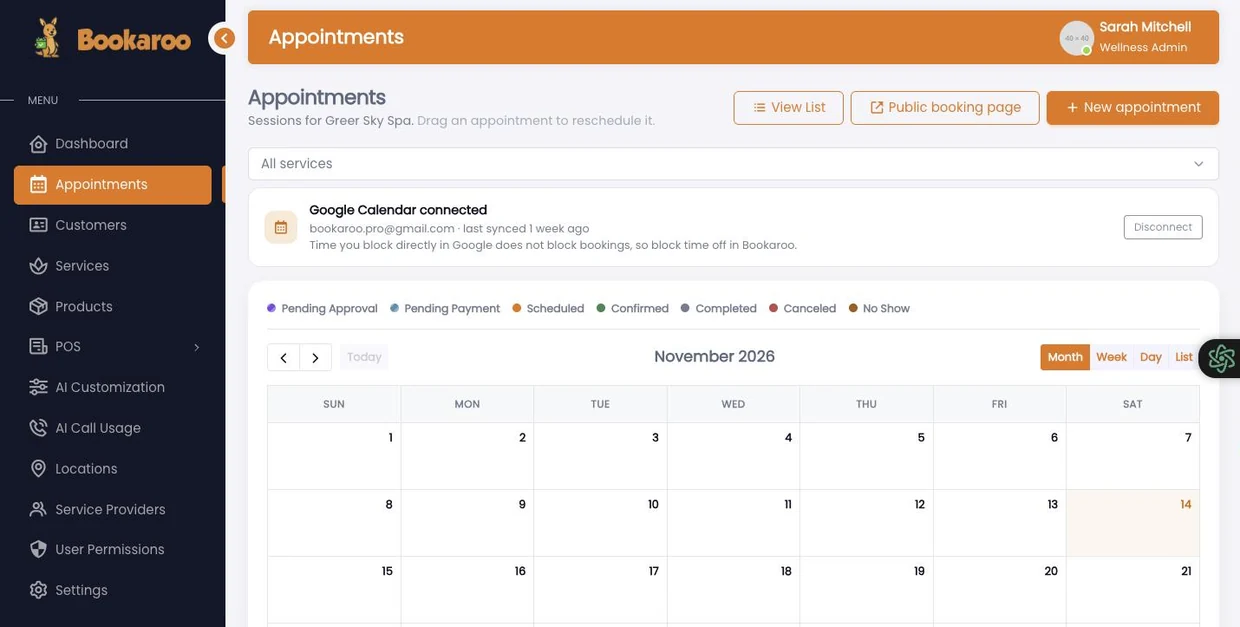 Bookaroo
MENU
Dashboard
Appointments
Customers
Services
Products
POS
AI Customization
AI Call Usage
Locations
Service Providers
User Permissions
Settings
Appointments
40 × 40
Sarah Mitchell
Wellness Admin
Appointments
Sessions for Greer Sky Spa. Drag an appointment to reschedule it.
View List
Public booking page
+ New appointment
All services
Google Calendar connected
bookaroo.pro@gmail.com · last synced 1 week ago
Time you block directly in Google does not block bookings, so block time off in Bookaroo.
Disconnect
Pending Approval Pending Payment Scheduled Confirmed Completed Canceled No Show
Today
November 2026
Month Week Day List
SUN MON TUE WED THU FRI SAT
1 2 3 4 5 6 7
8 9 10 11 12 13 14
15 16 17 18 19 20 21